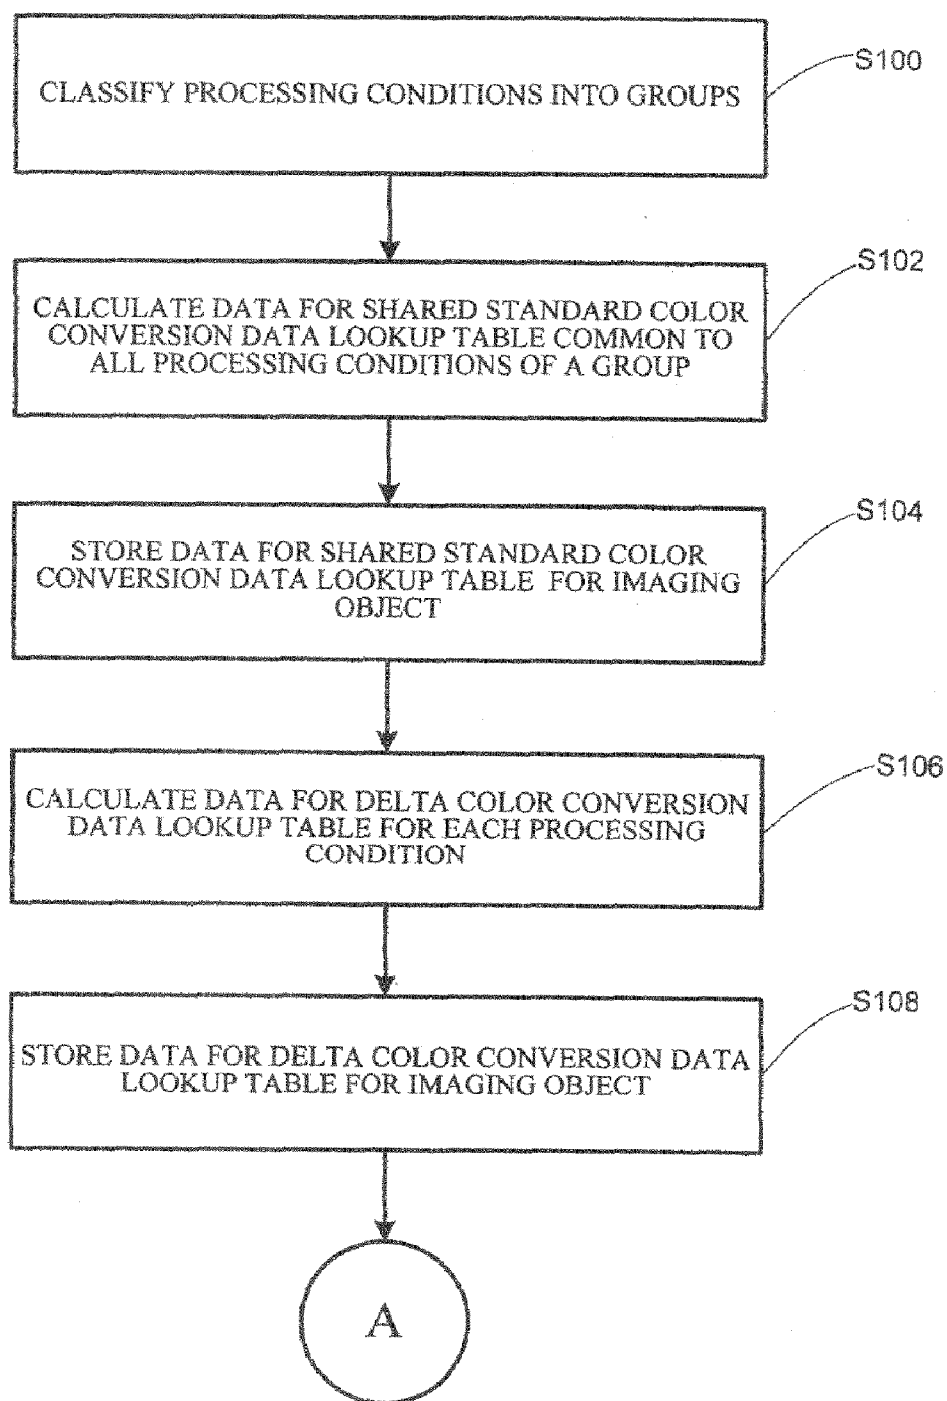 CLASSIFY PROCESSING CONDITIONS INTO GROUPS
S100
CALCULATE DATA FOR SHARED STANDARD COLOR
CONVERSION DATA LOOKUP TABLE COMMON TO
ALL PROCESSING CONDITIONS OF A GROUP
S102
STORE DATA FOR SHARED STANDARD COLOR
CONVERSION DATA LOOKUP TABLE FOR IMAGING
OBJECT
S104
CALCULATE DATA FOR DELTA COLOR CONVERSION
DATA LOOKUP TABLE FOR EACH PROCESSING
CONDITION
S106
STORE DATA FOR DELTA COLOR CONVERSION DATA
LOOKUP TABLE FOR IMAGING OBJECT
S108
A